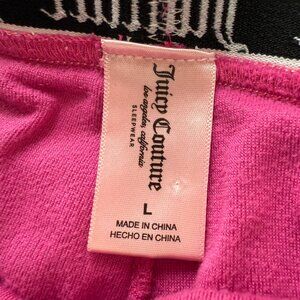 Juicy Couture
los angeles, california
SLEEPWEAR
L
MADE IN CHINA
HECHO EN CHINA